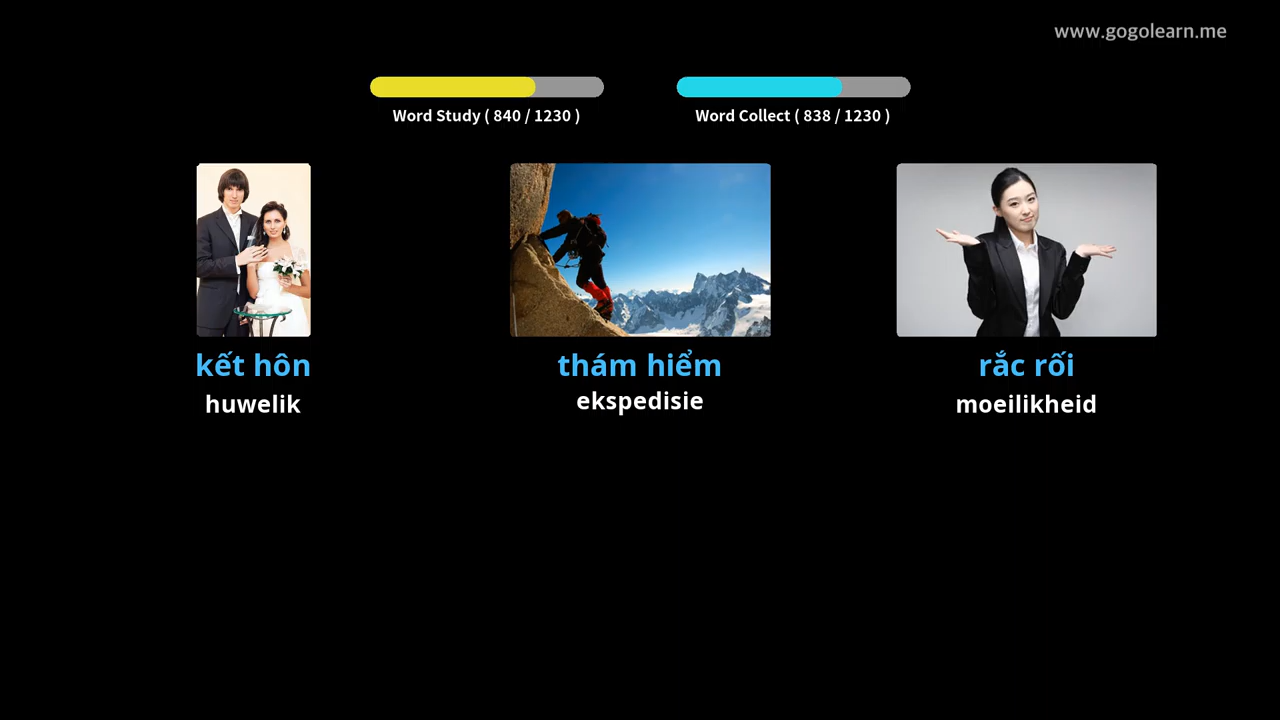 www.gogolearn.me
Word Study ( 840 / 1230 )
Word Collect ( 838 / 1230 )
kết hôn
huwelik
thám hiểm
ekspedisie
rắc rối
moeilikheid